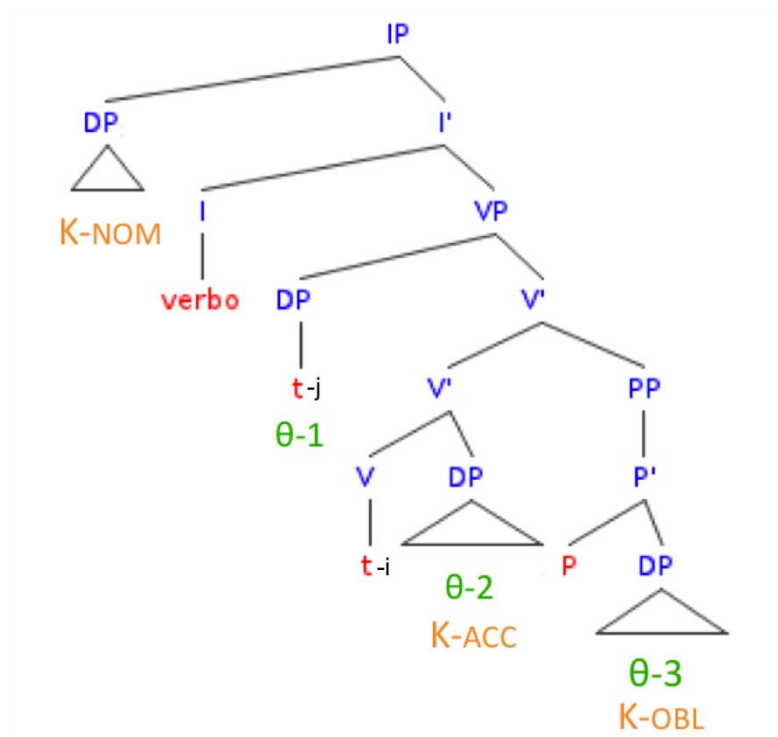 IP
DP I'
I VP
K-NOM
verbo DP V'
t-j V' PP
θ-1
V DP P'
t-i P DP
θ-2
K-ACC
θ-3
K-OBL